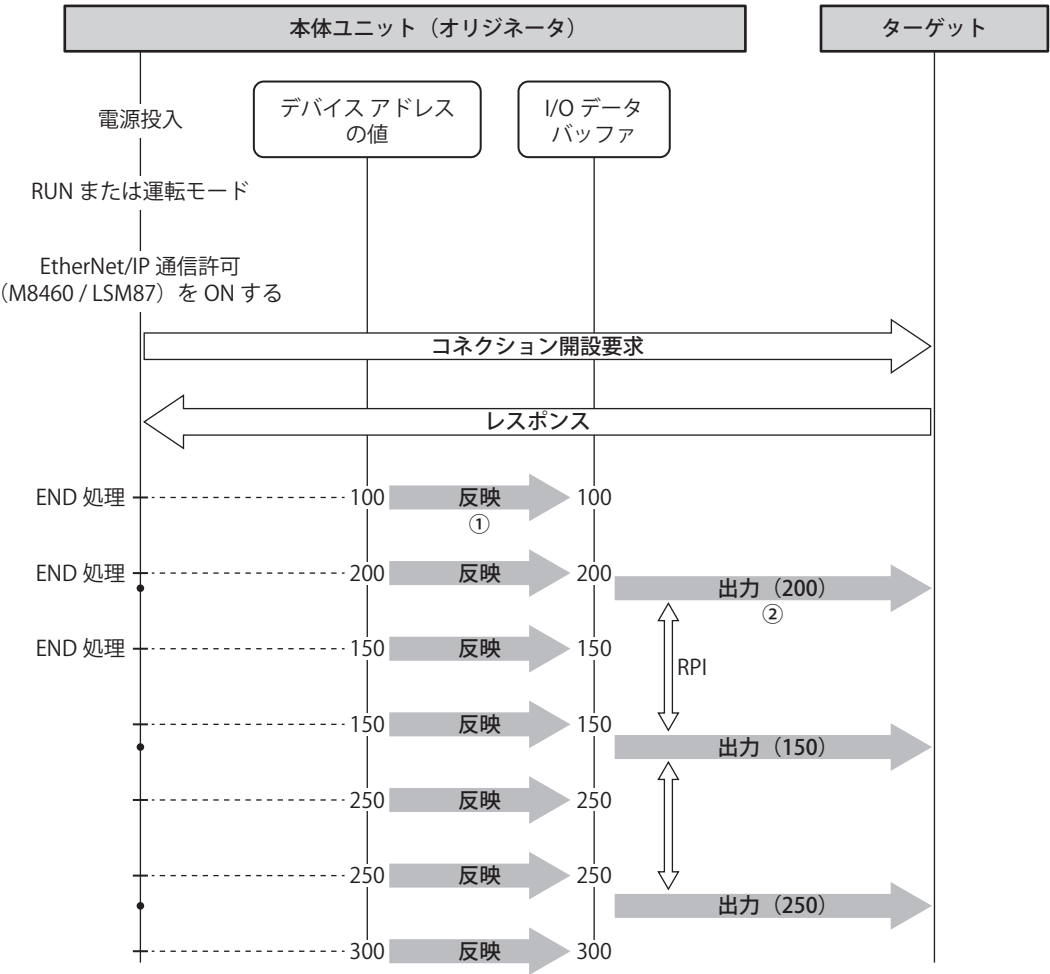 本体ユニット（オリジネータ）
ターゲット
電源投入
デバイス アドレス
の値
I/O データ
バッファ
RUN または運転モード
EtherNet/IP 通信許可
（M8460 / LSM87）を ON する
コネクション開設要求
レスポンス
END 処理 100 反映 100
①
END 処理 200 反映 200
出力（200）
②
END 処理 150 反映 150
RPI
150 反映 150
出力（150）
250 反映 250
250 反映 250
出力（250）
300 反映 300